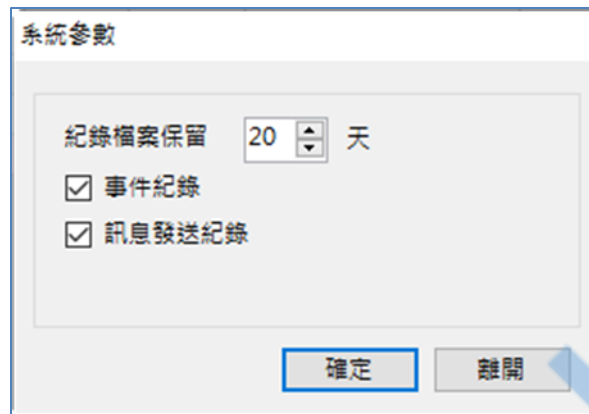 系統參數
紀錄檔案保留 20 天
事件紀錄
訊息發送紀錄
確定 離開